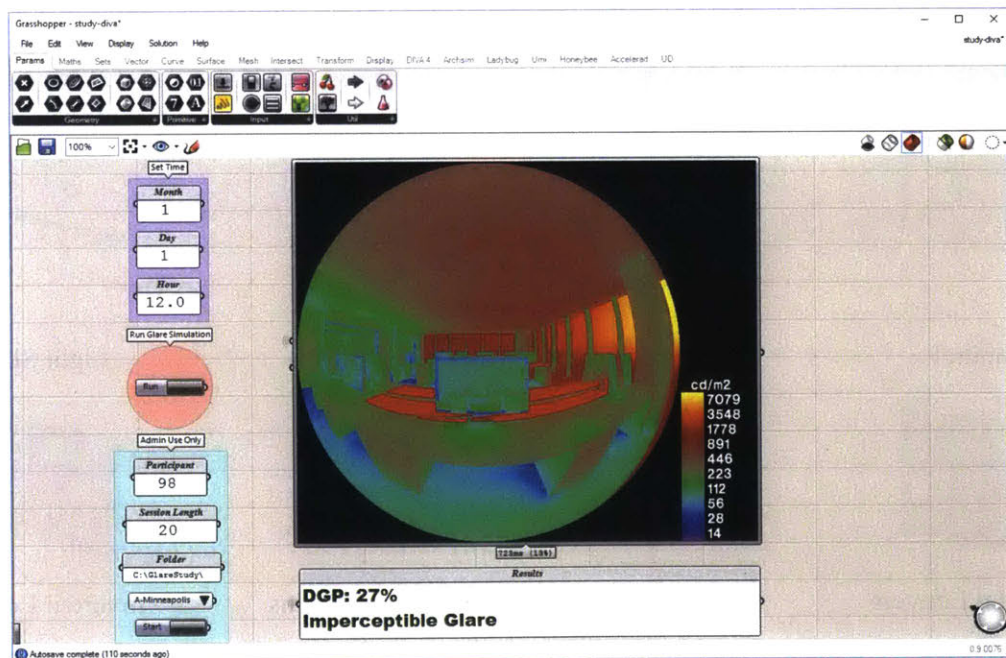 Grasshopper - study-diva*
study-diva*
File Edit View Display Solution Help
Params Maths Sets Vector Curve Surface Mesh Intersect Transform Display DIVA 4 Archsim Ladybug Umi Honeybee Accelerad UD
Geometry Primitive Input Util
100%
Set Time
Month
1
Day
1
Hour
12.0
Run Glare Simulation
Run
Admin Use Only
Participant
98
Session Length
20
Folder
C:\GlareStudy\
A-Minneapolis
Start
cd/m2
7079
3548
1778
891
446
223
112
56
28
14
723ms (19%)
Results
DGP: 27%
Imperceptible Glare
Autosave complete (110 seconds ago)